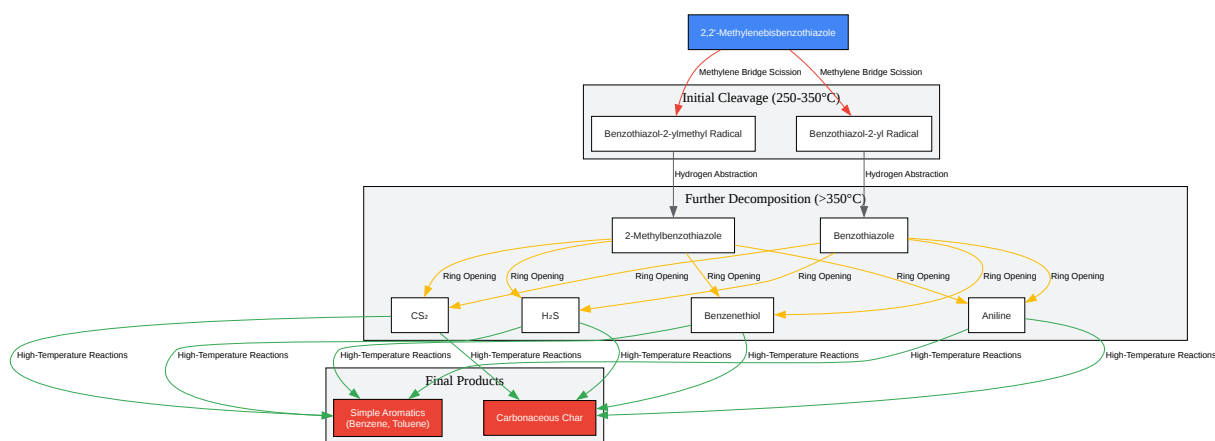 2,2'-Methylenebisbenzothiazole
Methylene Bridge Scission
Methylene Bridge Scission
Initial Cleavage (250-350°C)
Benzothiazol-2-ylmethyl Radical
Benzothiazol-2-yl Radical
Hydrogen Abstraction
Hydrogen Abstraction
Further Decomposition (>350°C)
2-Methylbenzothiazole
Benzothiazole
Ring Opening
Ring Opening
Ring Opening
Ring Opening
Ring Opening
Ring Opening
Ring Opening
CS₂
H₂S
Benzenethiol
Aniline
High-Temperature Reactions
High-Temperature Reactions
High-Temperature Reactions
High-Temperature Reactions
High-Temperature Reactions
High-Temperature Reactions
High-Temperature Reactions
High-Temperature Reactions
Final Products
Simple Aromatics
(Benzene, Toluene)
Carbonaceous Char